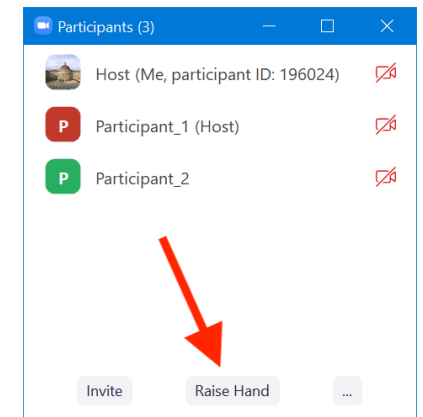 Participants (3)
Host (Me, participant ID: 196024)
P Participant_1 (Host)
P Participant_2
Invite Raise Hand ...